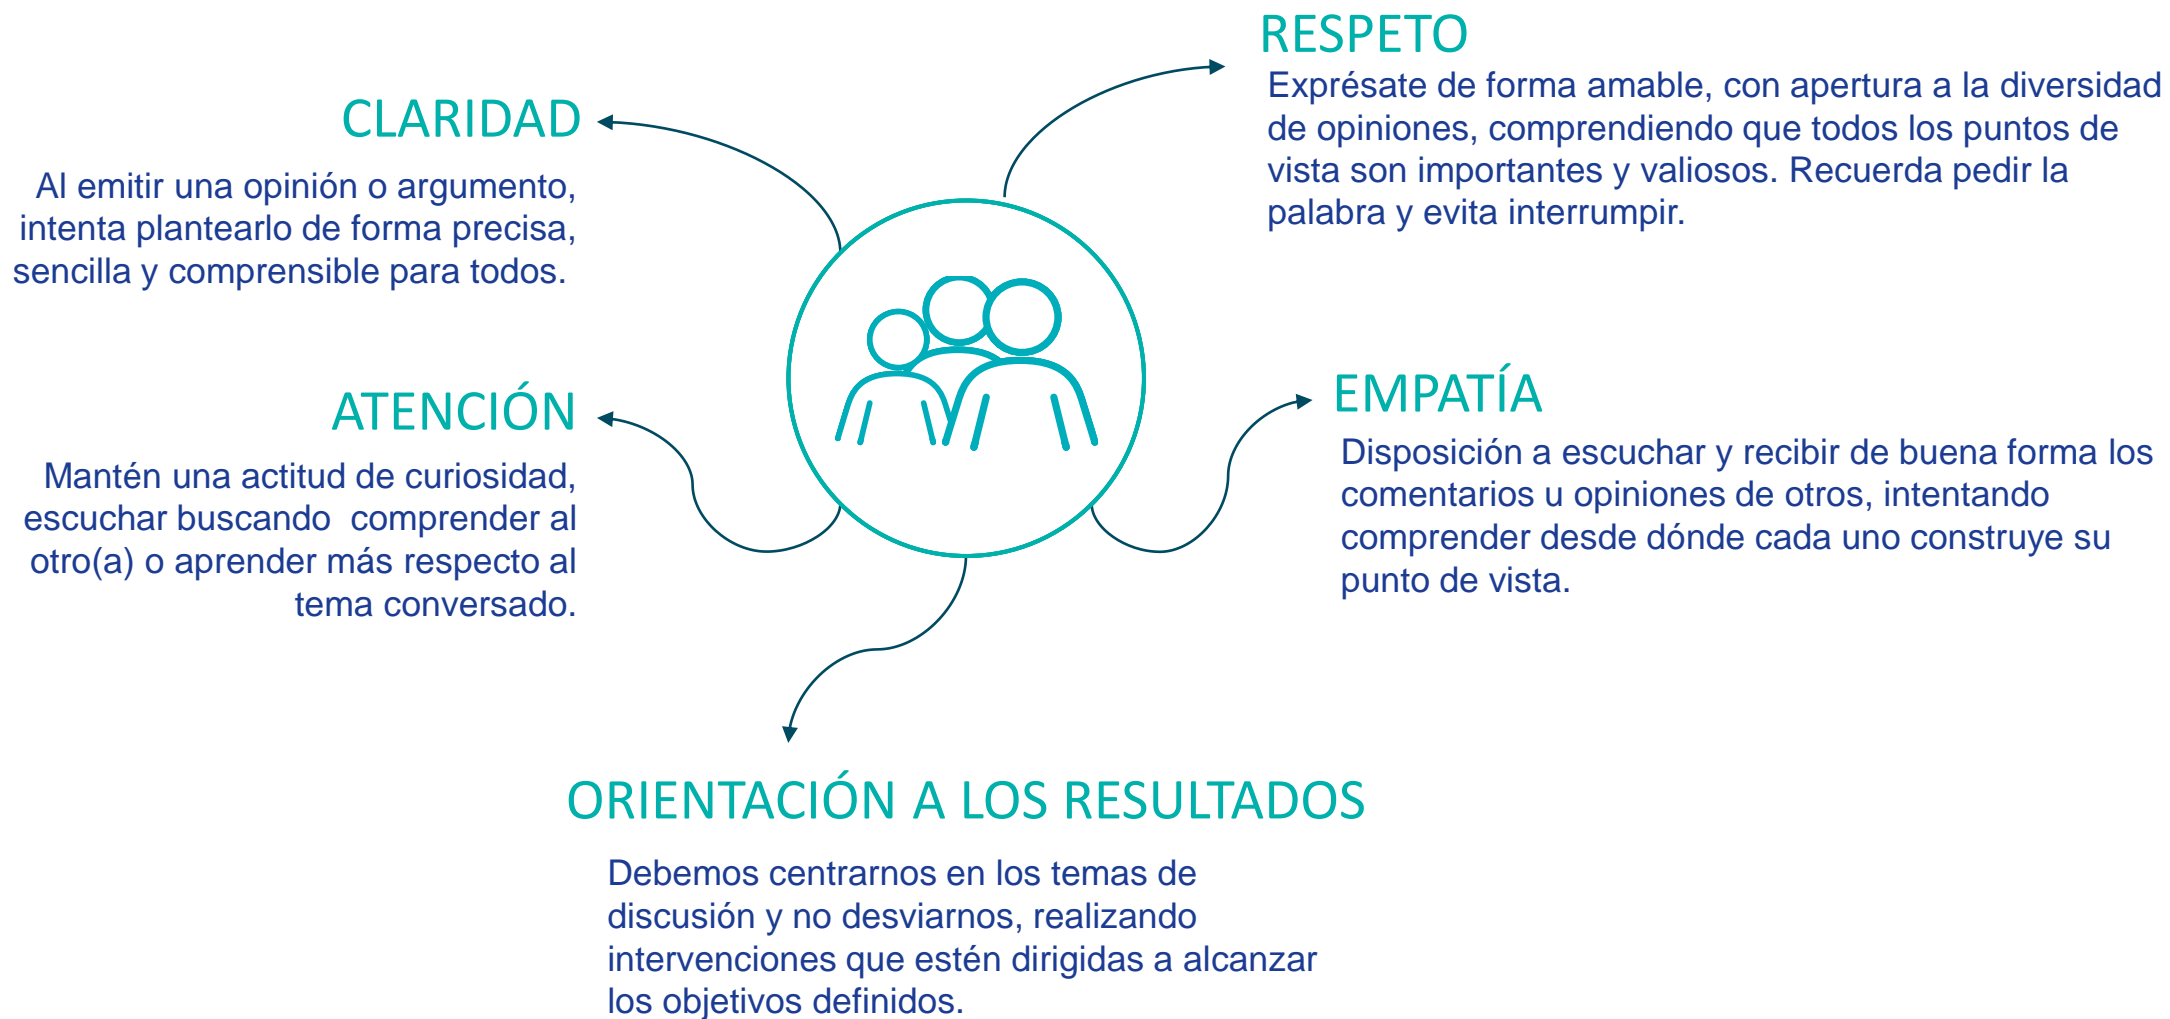 RESPETO
Exprésate de forma amable, con apertura a la diversidad
de opiniones, comprendiendo que todos los puntos de
vista son importantes y valiosos. Recuerda pedir la
palabra y evita interrumpir.
CLARIDAD
Al emitir una opinión o argumento,
intenta plantearlo de forma precisa,
sencilla y comprensible para todos.
ATENCIÓN
Mantén una actitud de curiosidad,
escuchar buscando  comprender al
otro(a) o aprender más respecto al
tema conversado.
EMPATÍA
Disposición a escuchar y recibir de buena forma los
comentarios u opiniones de otros, intentando
comprender desde dónde cada uno construye su
punto de vista.
ORIENTACIÓN A LOS RESULTADOS
Debemos centrarnos en los temas de
discusión y no desviarnos, realizando
intervenciones que estén dirigidas a alcanzar
los objetivos definidos.